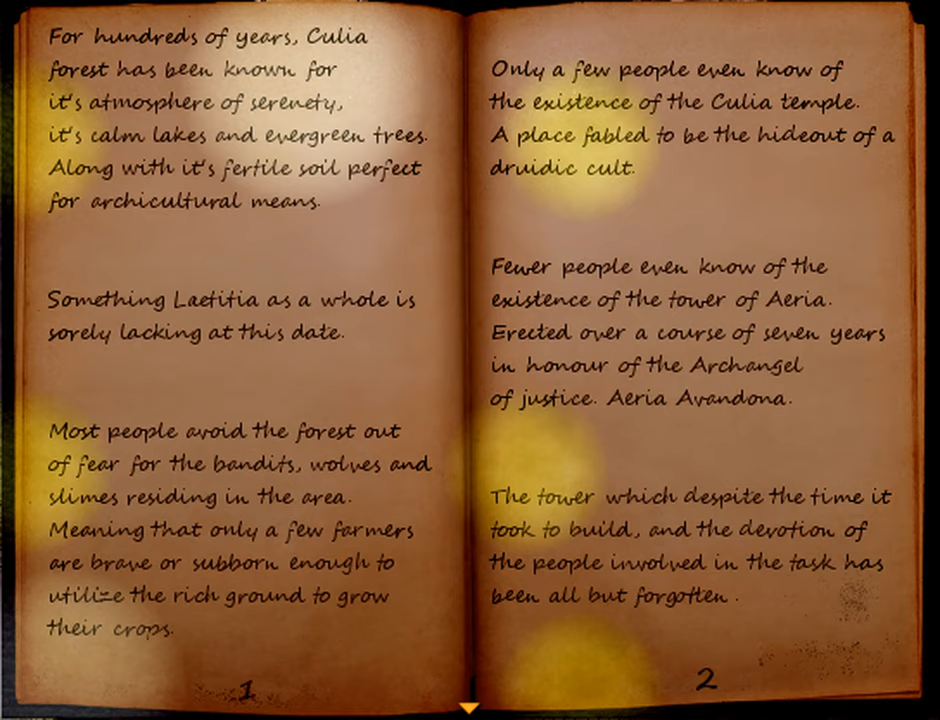 For hundreds of years, Culia
forest has been known for
it's atmosphere of serenety,
it's calm lakes and evergreen trees.
Along with it's fertile soil perfect
for archicultural means.
Something Laetitia as a whole is
sorely lacking at this date.
Most people avoid the forest out
of fear for the bandits, wolves and
slimes residing in the area.
Meaning that only a few farmers
are brave or subborn enough to
utilize the rich ground to grow
their crops.
1
Only a few people even know of
the existence of the Culia temple.
A place fabled to be the hideout of a
druidic cult.
Fewer people even know of the
existence of the tower of Aeria.
Erected over a course of seven years
in honour of the Archangel
of justice. Aeria Avandona.
The tower which despite the time it
took to build, and the devotion of
the people involved in the task has
been all but forgotten .
2